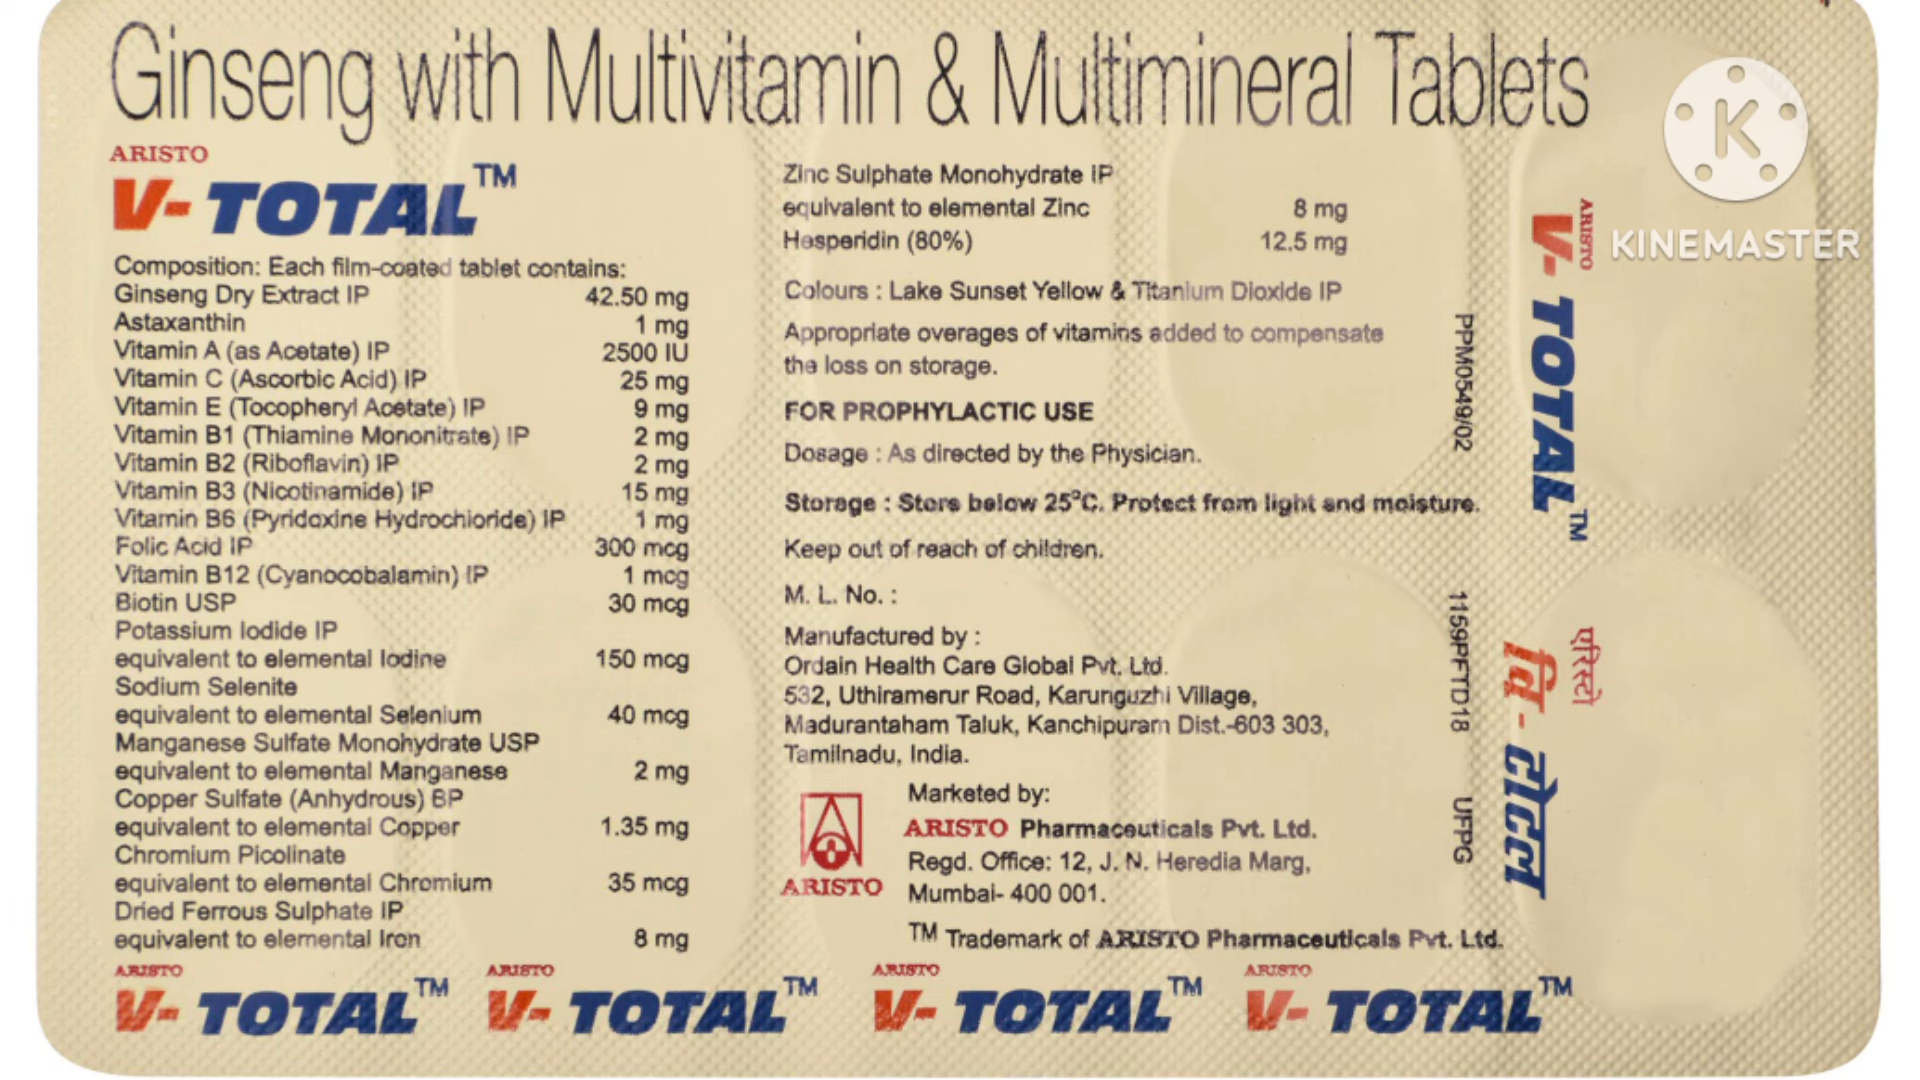 Ginseng with Multivitamin & Multimineral Tablets
ARISTO
V-TOTAL™
Composition: Each film-coated tablet contains:
Ginseng Dry Extract IP 42.50 mg
Astaxanthin 1 mg
Vitamin A (as Acetate) IP 2500 IU
Vitamin C (Ascorbic Acid) IP 25 mg
Vitamin E (Tocopheryl Acetate) IP 9 mg
Vitamin B1 (Thiamine Mononitrate) IP 2 mg
Vitamin B2 (Riboflavin) IP 2 mg
Vitamin B3 (Nicotinamide) IP 15 mg
Vitamin B6 (Pyridoxine Hydrochloride) IP 1 mg
Folic Acid IP 300 mcg
Vitamin B12 (Cyanocobalamin) IP 1 mcg
Biotin USP 30 mcg
Potassium Iodide IP
equivalent to elemental Iodine 150 mcg
Sodium Selenite
equivalent to elemental Selenium 40 mcg
Manganese Sulfate Monohydrate USP
equivalent to elemental Manganese 2 mg
Copper Sulfate (Anhydrous) BP
equivalent to elemental Copper 1.35 mg
Chromium Picolinate
equivalent to elemental Chromium 35 mcg
Dried Ferrous Sulphate IP
equivalent to elemental Iron 8 mg
Zinc Sulphate Monohydrate IP
equivalent to elemental Zinc 8 mg
Hesperidin (80%) 12.5 mg
Colours : Lake Sunset Yellow & Titanium Dioxide IP
Appropriate overages of vitamins added to compensate
the loss on storage.
FOR PROPHYLACTIC USE
Dosage : As directed by the Physician.
Storage : Store below 25°C. Protect from light and moisture.
Keep out of reach of children.
M. L. No. :
Manufactured by :
Ordain Health Care Global Pvt. Ltd.
532, Uthiramerur Road, Karunguzhi Village,
Madurantaham Taluk, Kanchipuram Dist.-603 303,
Tamilnadu, India.
Marketed by:
ARISTO Pharmaceuticals Pvt. Ltd.
Regd. Office: 12, J. N. Heredia Marg,
Mumbai- 400 001.
ARISTO
™ Trademark of ARISTO Pharmaceuticals Pvt. Ltd.
PPM0549/02
1159PFTD18
UFPG
ARISTO
V-TOTAL™
एरिस्टो
वि-टोटल
K
KINEMASTER
ARISTO ARISTO ARISTO ARISTO
V-TOTAL™ V-TOTAL™ V-TOTAL™ V-TOTAL™